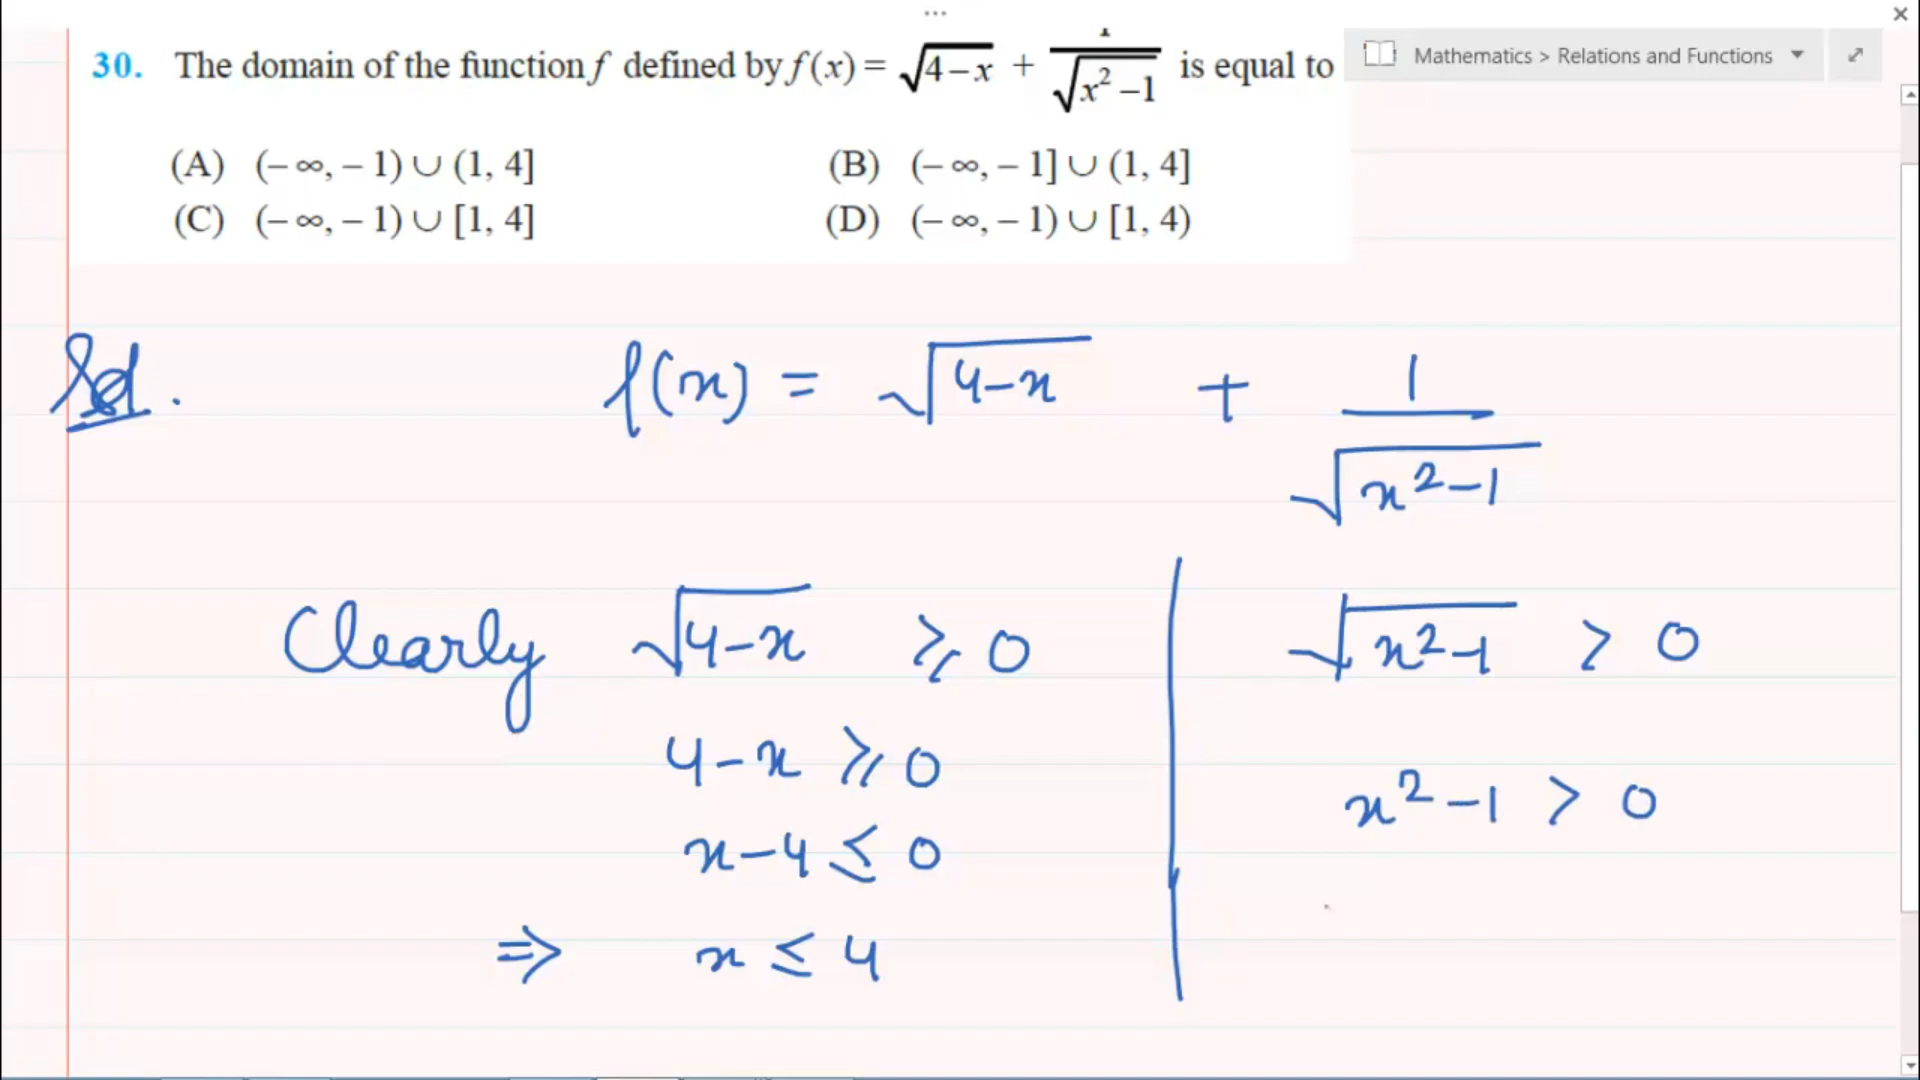 30. The domain of the function f defined by f (x) = √4 – x + 1/√x² –1 is equal to
Mathematics > Relations and Functions
(A) (– ∞, – 1) ∪ (1, 4]
(B) (– ∞, – 1] ∪ (1, 4]
(C) (– ∞, – 1) ∪ [1, 4]
(D) (– ∞, – 1) ∪ [1, 4)
Sol.
f(x) = √4-x + 1/√x²-1
Clearly √4-x ≥ 0
4-x ≥ 0
x-4 ≤ 0
⇒ x ≤ 4
√x²-1 > 0
x²-1 > 0